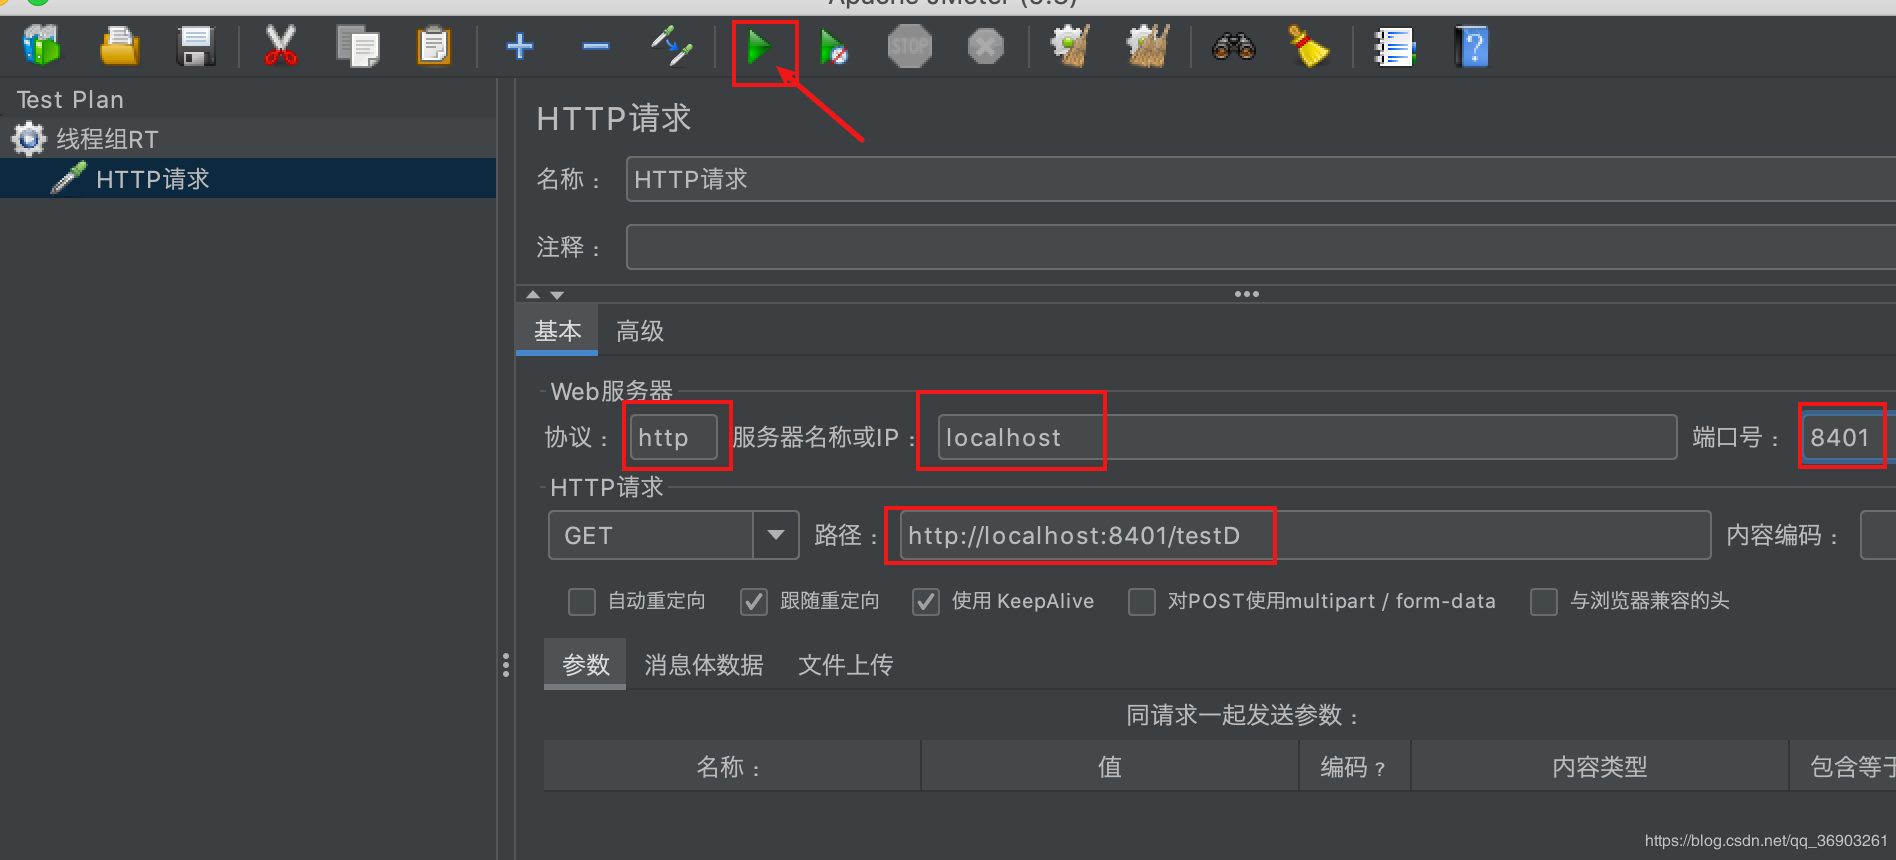 Apache JMeter (5.3)
STOP
Test Plan
线程组RT
HTTP请求
HTTP请求
名称：
HTTP请求
注释：
基本
高级
Web服务器
协议：
http
服务器名称或IP：
localhost
端口号：
8401
HTTP请求
GET
路径：
http://localhost:8401/testD
内容编码：
自动重定向
跟随重定向
使用 KeepAlive
对POST使用multipart / form-data
与浏览器兼容的头
参数
消息体数据
文件上传
同请求一起发送参数：
名称：
值
编码？
内容类型
包含等于
https://blog.csdn.net/qq_36903261